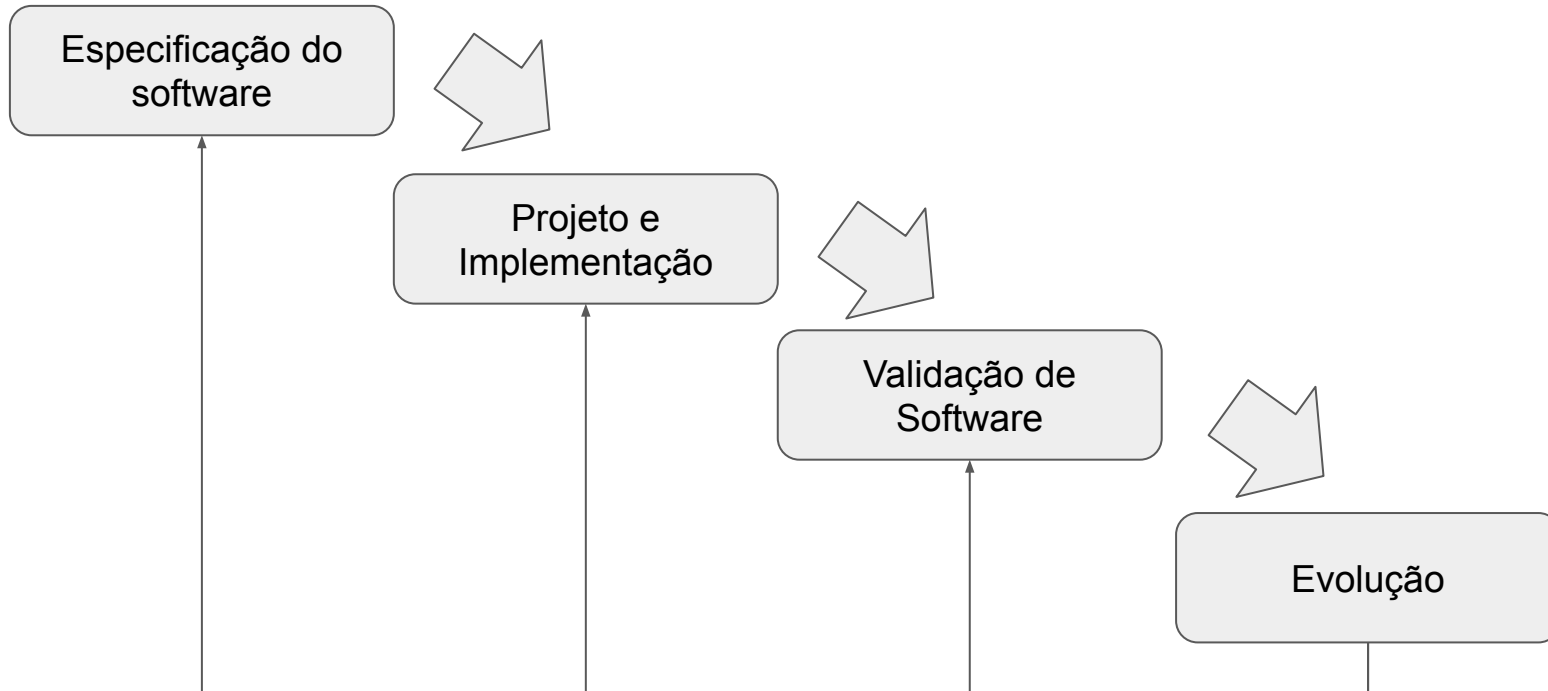 Especificação do
software
Projeto e
Implementação
Validação de
Software
Evolução